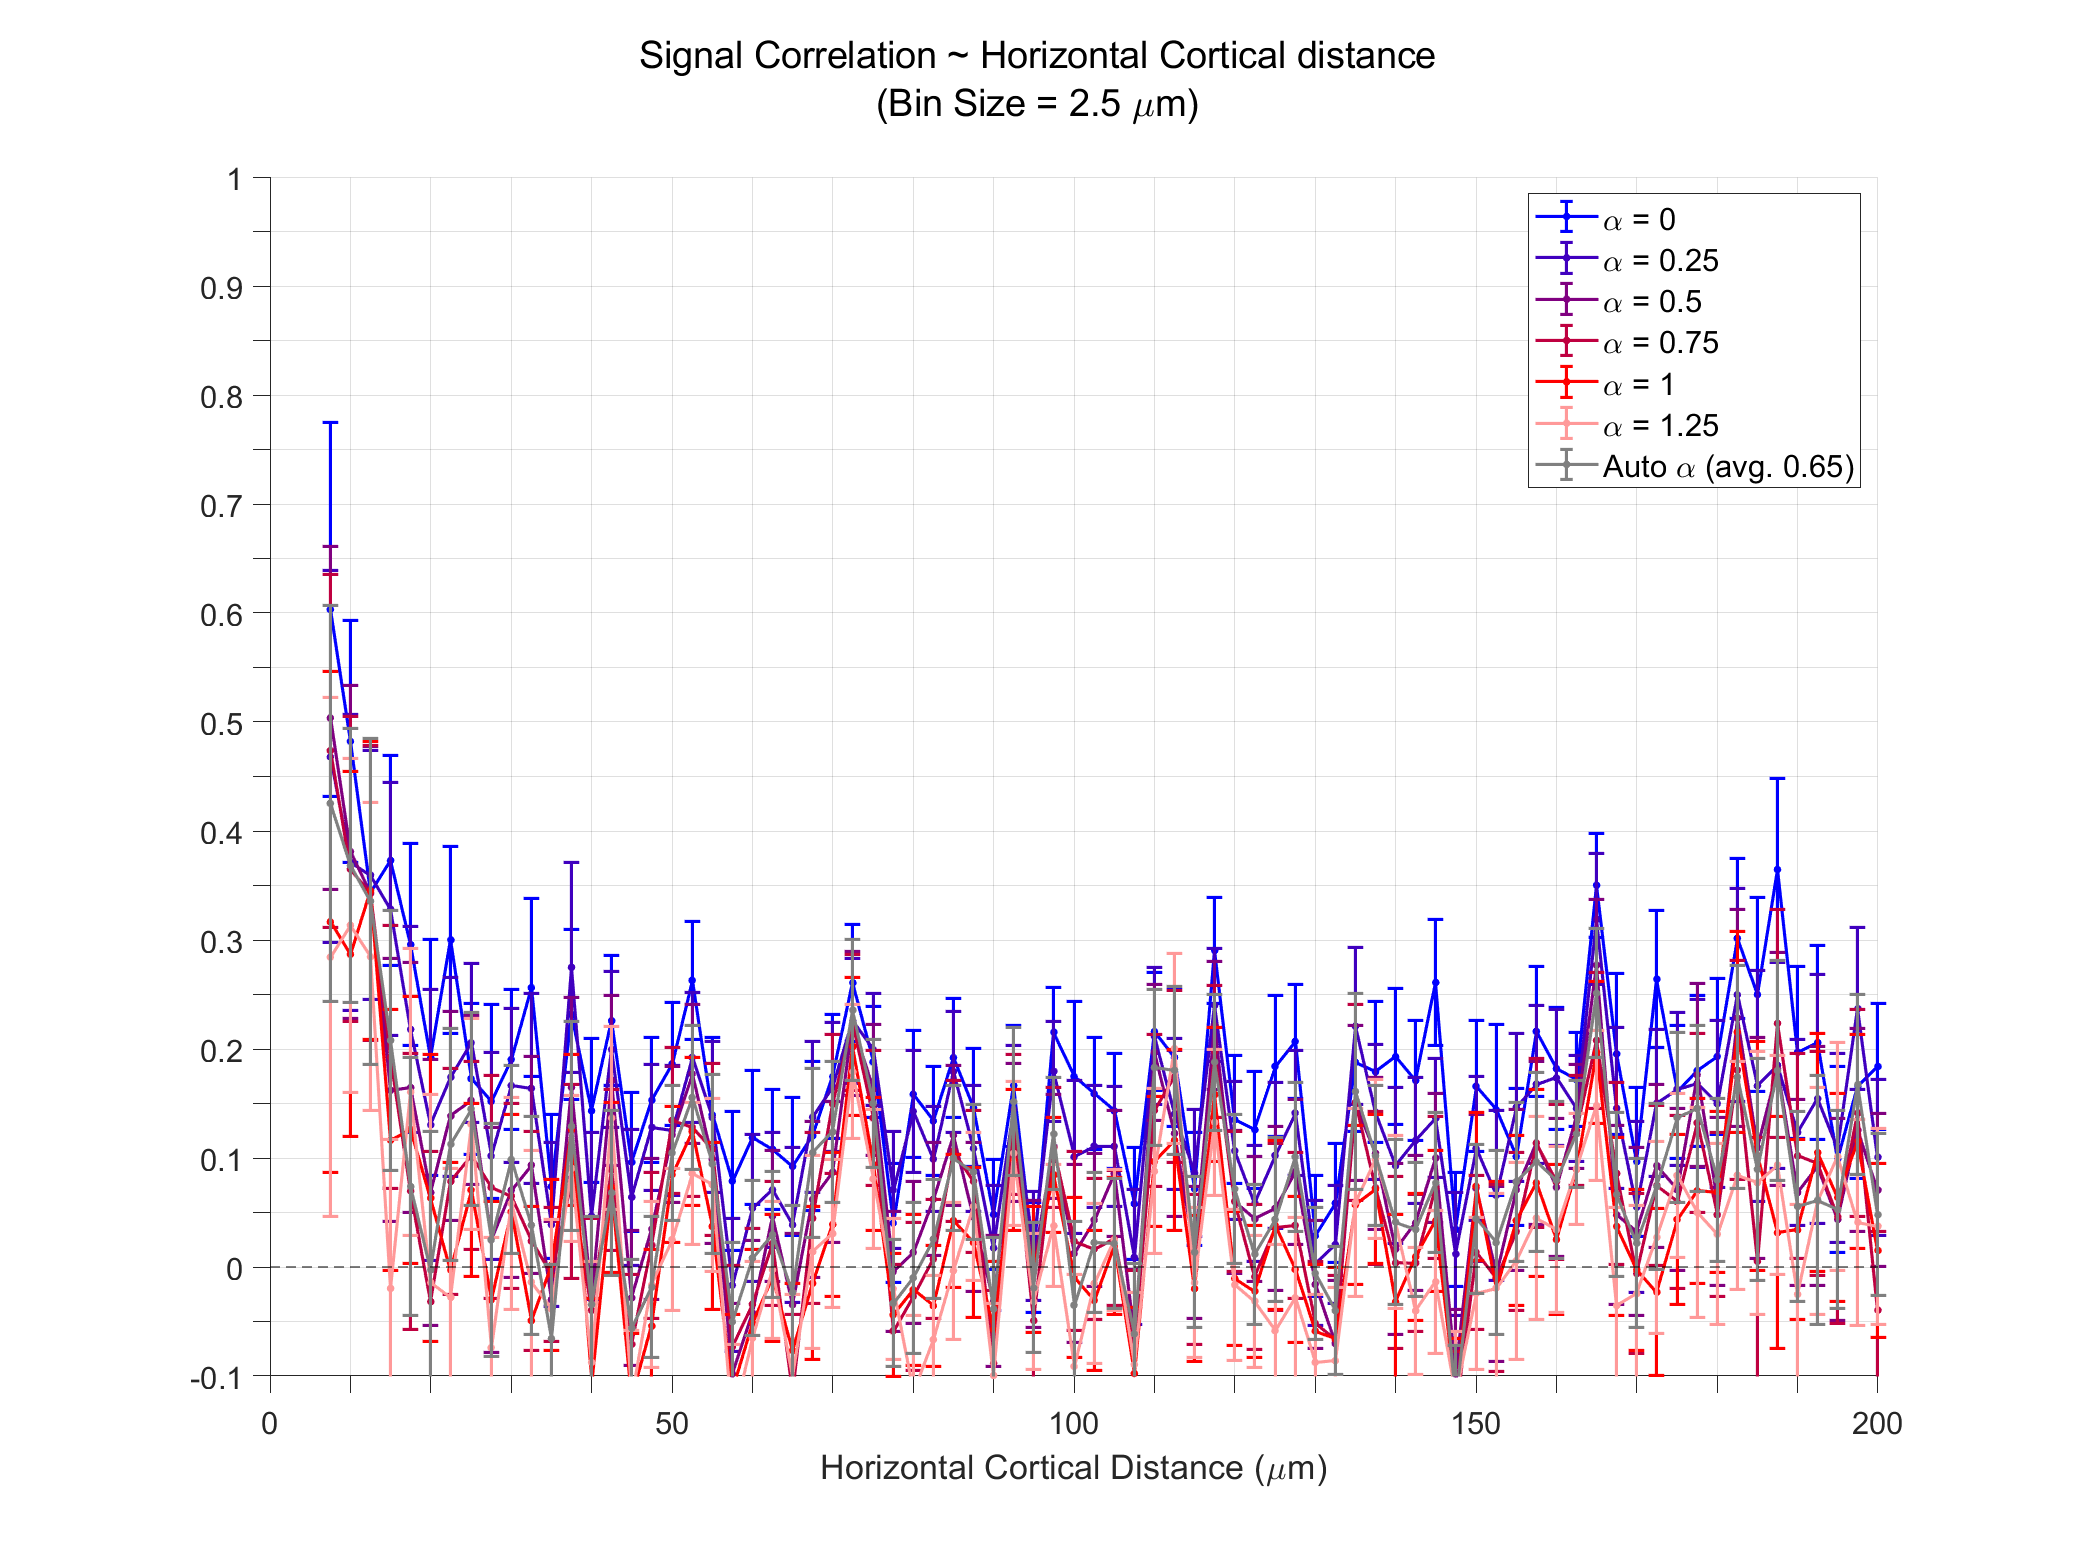 Signal Correlation ~ Horizontal Cortical distance
(Bin Size = 2.5 μm)
1
0.9
0.8
0.7
0.6
0.5
0.4
0.3
0.2
0.1
0
-0.1
α = 0
α = 0.25
α = 0.5
α = 0.75
α = 1
α = 1.25
Auto α (avg. 0.65)
0 50 100 150 200
Horizontal Cortical Distance (μm)